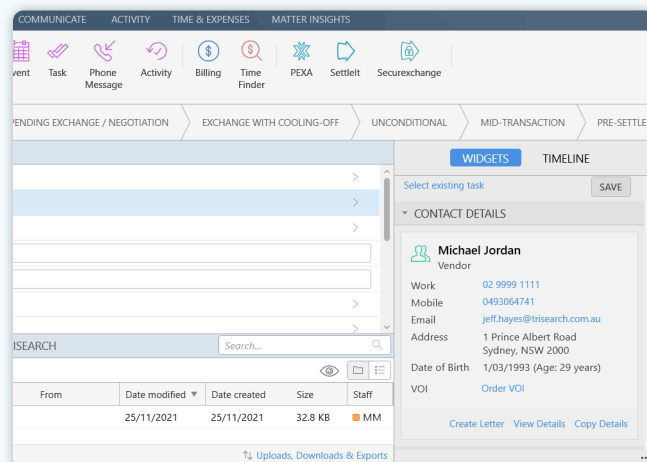 COMMUNICATE ACTIVITY TIME & EXPENSES MATTER INSIGHTS
Task Phone Message Activity Billing Time Finder PEXA SettleIt Securexchange
EXCHANGE / NEGOTIATION EXCHANGE WITH COOLING-OFF UNCONDITIONAL MID-TRANSACTION
WIDGETS TIMELINE
Select existing task SAVE
CONTACT DETAILS
Michael Jordan
Vendor
Work 02 9999 1111
Mobile 0493064741
Email jeff.hayes@trisearch.com.au
Address 1 Prince Albert Road
Sydney, NSW 2000
Date of Birth 1/03/1993 (Age: 29 years)
VOI Order VOI
Create Letter View Details Copy Details
Search...
From Date modified Date created Size Staff
25/11/2021 25/11/2021 32.8 KB MM
Uploads, Downloads & Exports